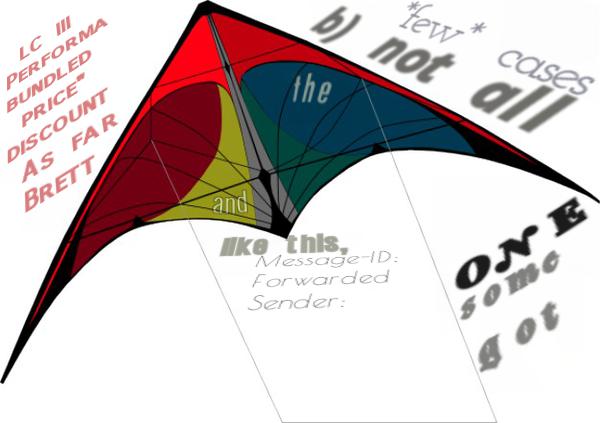 LC III
PERFORMA
BUNDLED
PRICE"
DISCOUNT
AS FAR
BRETT
*few*
cases
b) not all
the
and
like this,
Message-ID:
Forwarded
Sender:
ONE
some
got